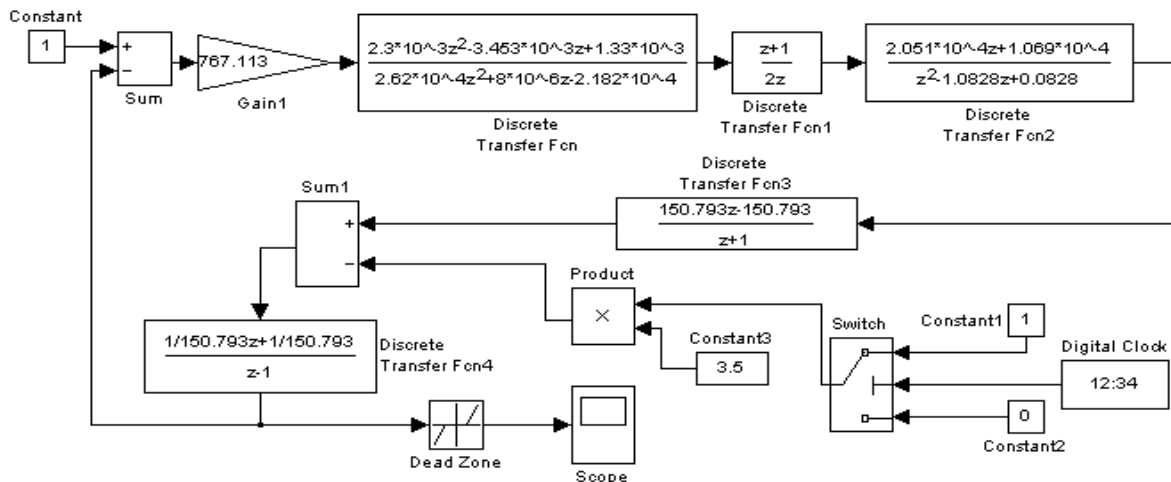 Constant
1
+
−
Sum
767.113
Gain1
2.3*10^-3z²-3.453*10^-3z+1.33*10^-3
2.62*10^-4z²+8*10^-6z-2.182*10^-4
Discrete
Transfer Fcn
z+1
2z
Discrete
Transfer Fcn1
2.051*10^-4z+1.069*10^-4
z²-1.0828z+0.0828
Discrete
Transfer Fcn2
Discrete
Transfer Fcn3
150.793z-150.793
z+1
Sum1
+
−
Product
×
Constant3
3.5
Switch
Constant1
1
Digital Clock
12:34
0
Constant2
1/150.793z+1/150.793
z-1
Discrete
Transfer Fcn4
Dead Zone
Scope